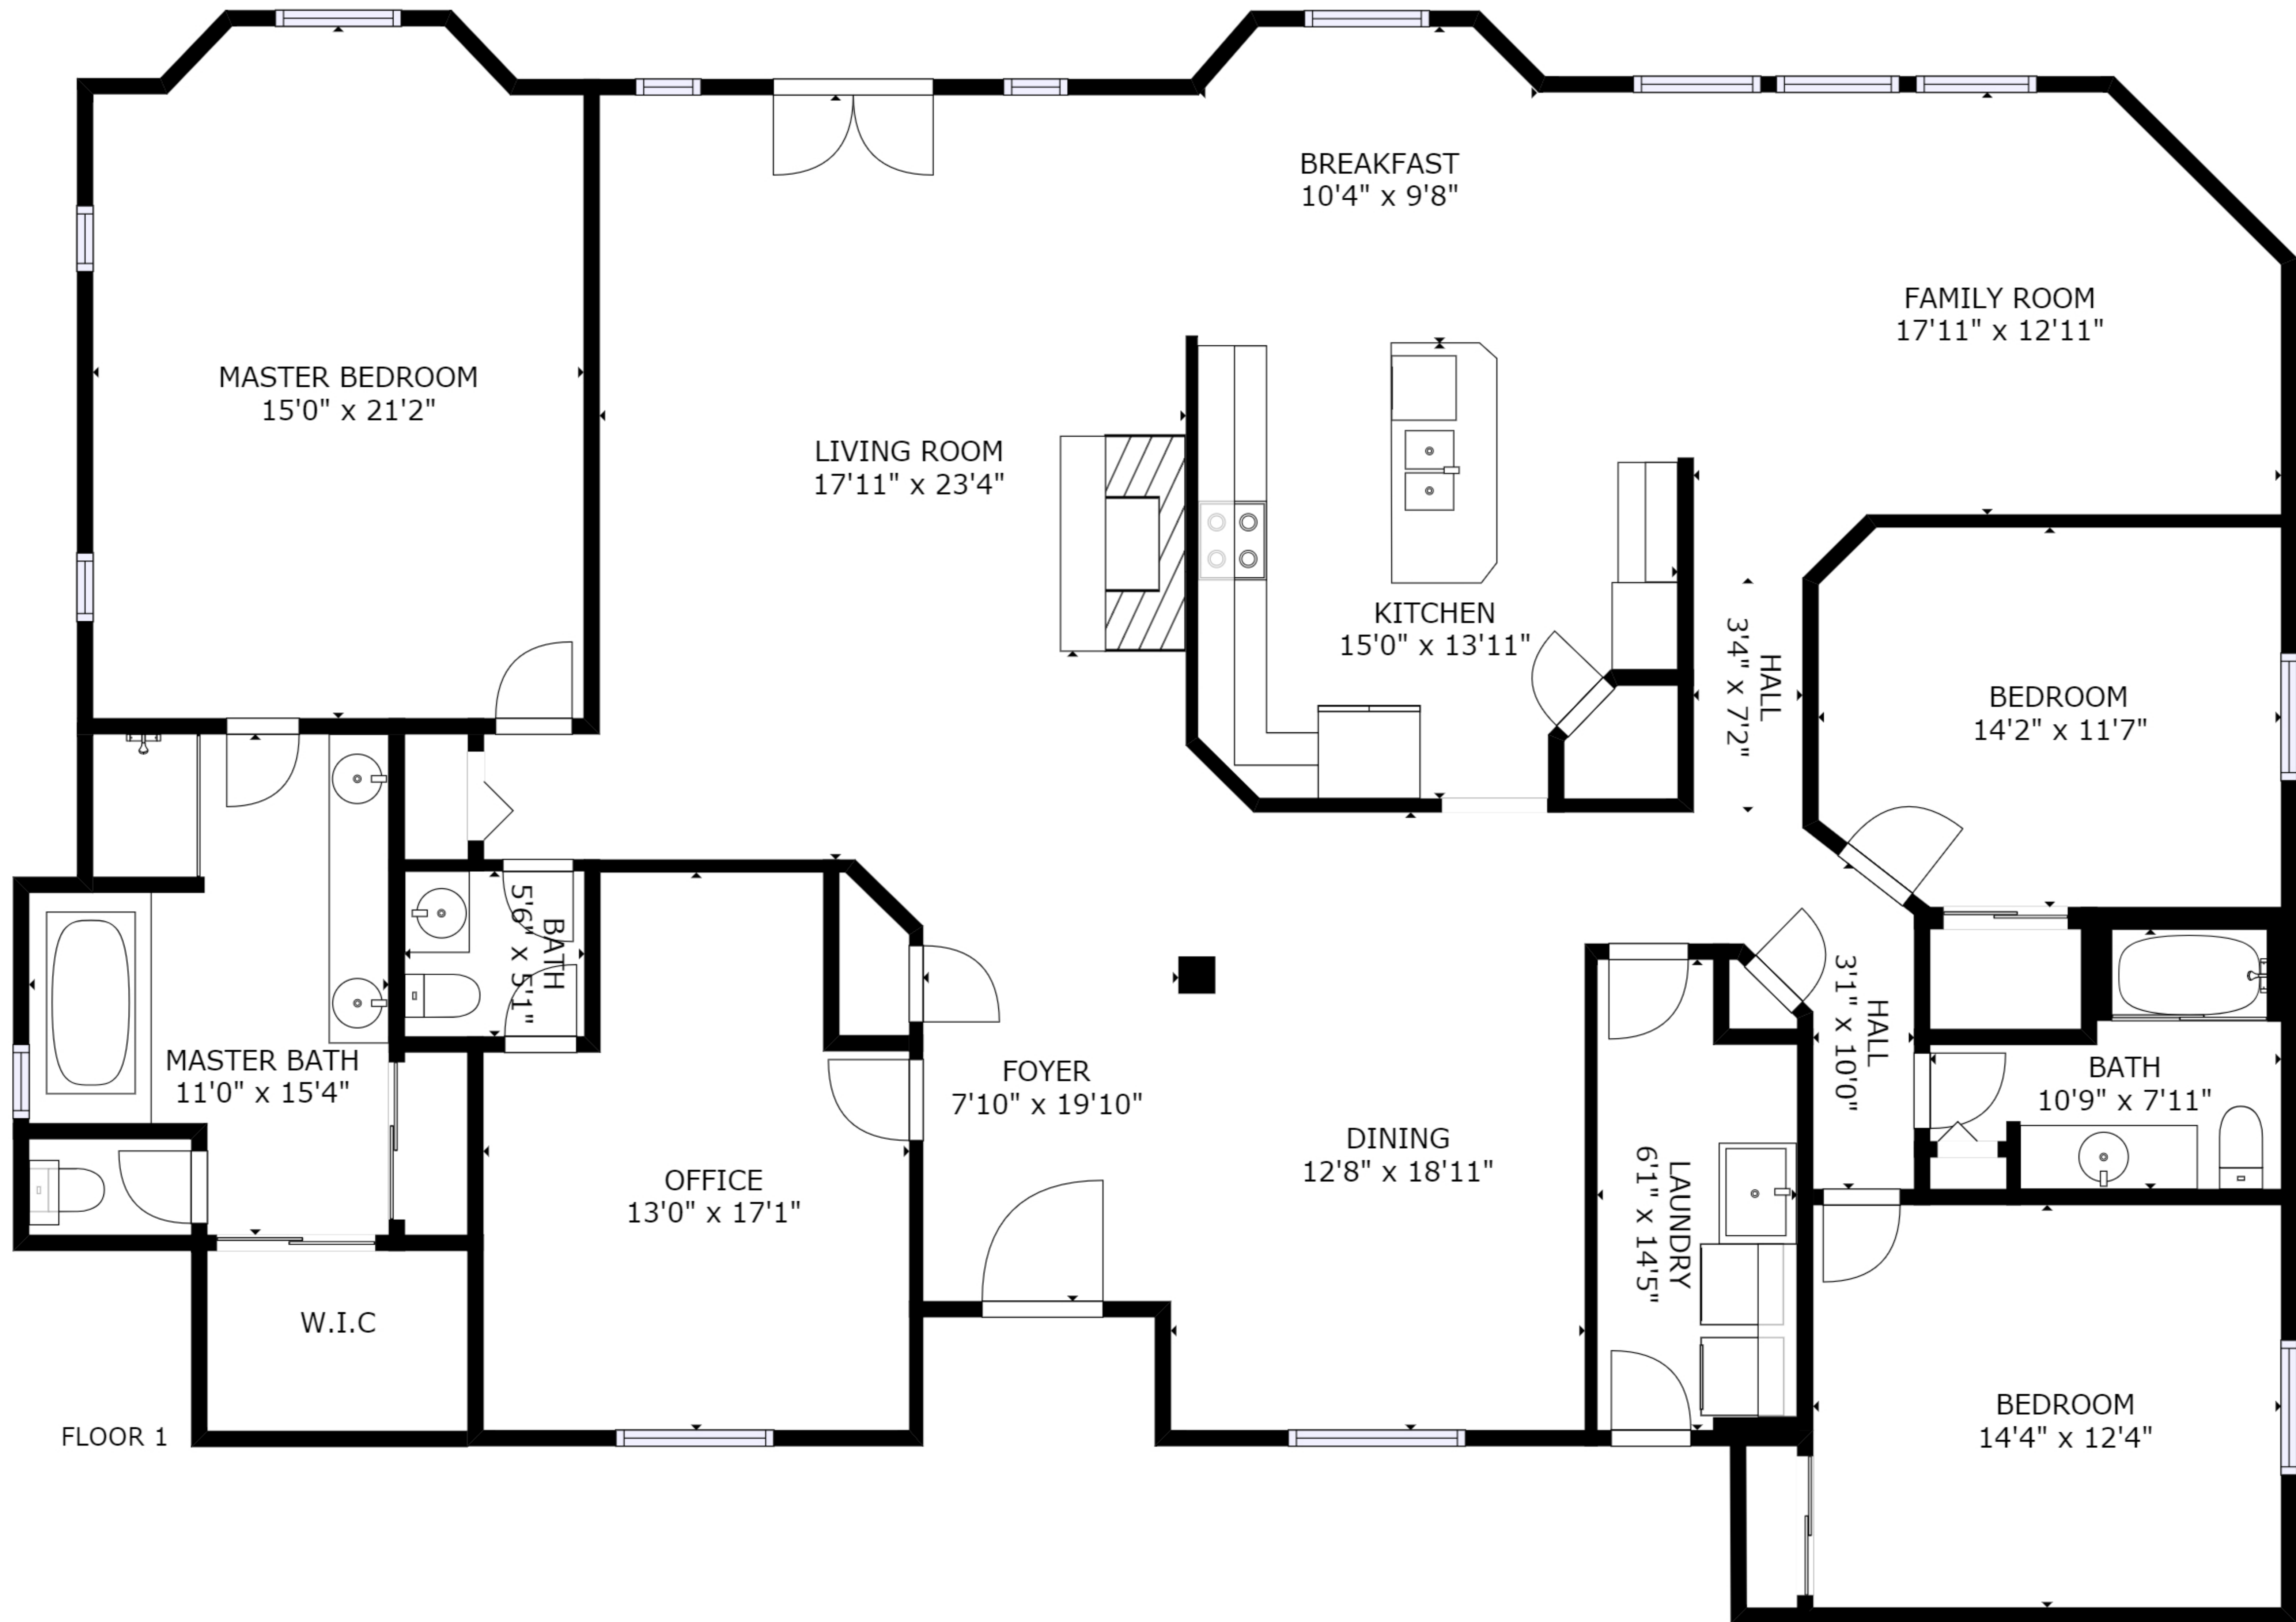 BREAKFAST
10'4" x 9'8"
FAMILY ROOM
17'11" x 12'11"
MASTER BEDROOM
15'0" x 21'2"
LIVING ROOM
17'11" x 23'4"
KITCHEN
15'0" x 13'11"
HALL
3'4" x 7'2"
BEDROOM
14'2" x 11'7"
BATH
5'6" x 5'1"
HALL
3'1" x 10'0"
MASTER BATH
11'0" x 15'4"
FOYER
7'10" x 19'10"
BATH
10'9" x 7'11"
DINING
12'8" x 18'11"
OFFICE
13'0" x 17'1"
LAUNDRY
6'1" x 14'5"
W.I.C
BEDROOM
14'4" x 12'4"
FLOOR 1